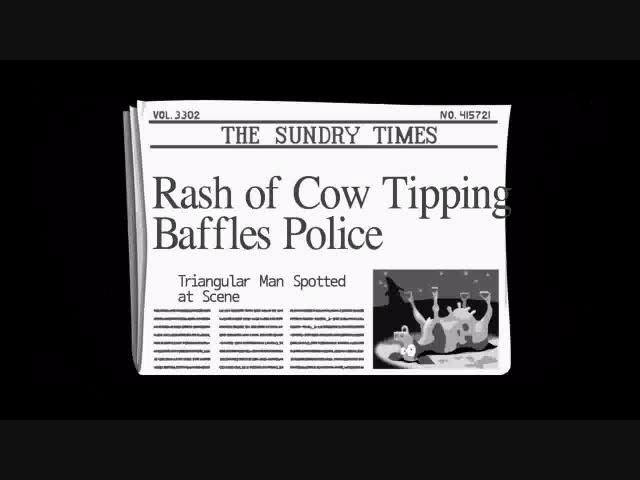 VOL. 3302 NO. 415721
THE SUNDRY TIMES
Rash of Cow Tipping
Baffles Police
Triangular Man Spotted
at Scene